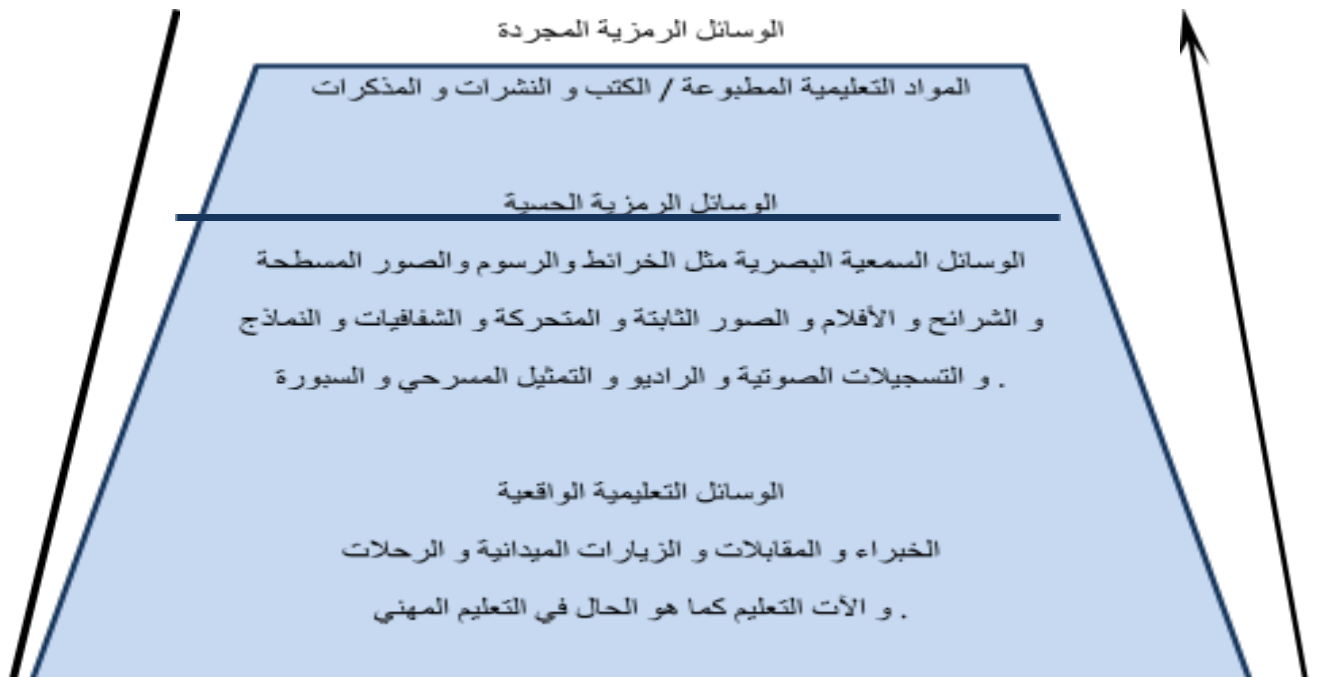 الوسائل الرمزية المجردة
المواد التعليمية المطبوعة / الكتب و النشرات و المذكرات
الوسائل الرمزية الحسية
الوسائل السمعية البصرية مثل الخرائط والرسوم والصور المسطحة
و الشرائح و الأفلام و الصور الثابتة و المتحركة و الشفافيات و النماذج
و التسجيلات الصوتية و الراديو و التمثيل المسرحي و السبورة .
الوسائل التعليمية الواقعية
الخبراء و المقابلات و الزيارات الميدانية و الرحلات
و الآت التعليم كما هو الحال في التعليم المهني .